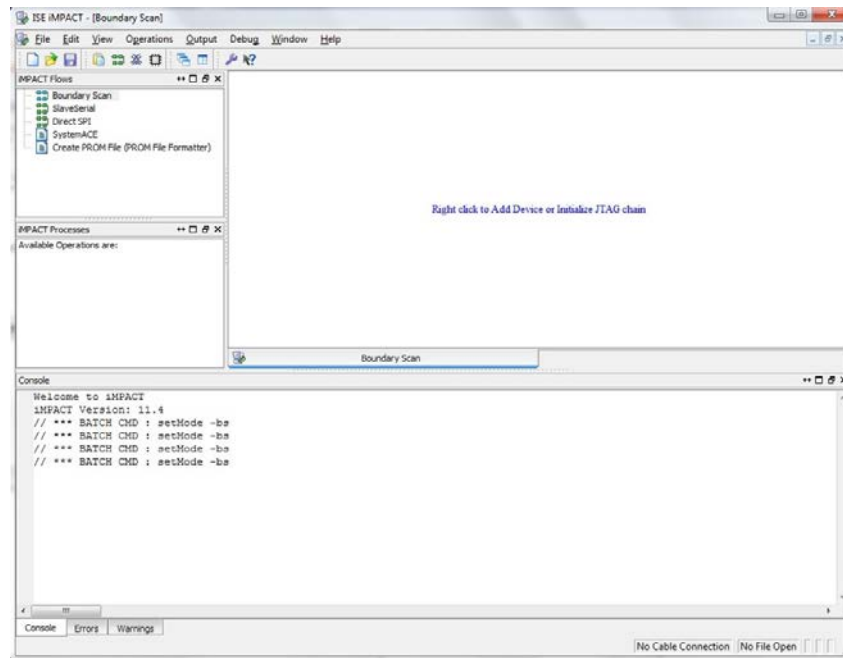 ISE iMPACT - [Boundary Scan]
File Edit View Operations Output Debug Window Help
iMPACT Flows
Boundary Scan
SlaveSerial
Direct SPI
SystemACE
Create PROM File (PROM File Formatter)
Right click to Add Device or Initialize JTAG chain
iMPACT Processes
Available Operations are:
Boundary Scan
Console
Welcome to iMPACT
iMPACT Version: 11.4
// *** BATCH CMD : setMode -bs
// *** BATCH CMD : setMode -bs
// *** BATCH CMD : setMode -bs
// *** BATCH CMD : setMode -bs
Console Errors Warnings
No Cable Connection No File Open